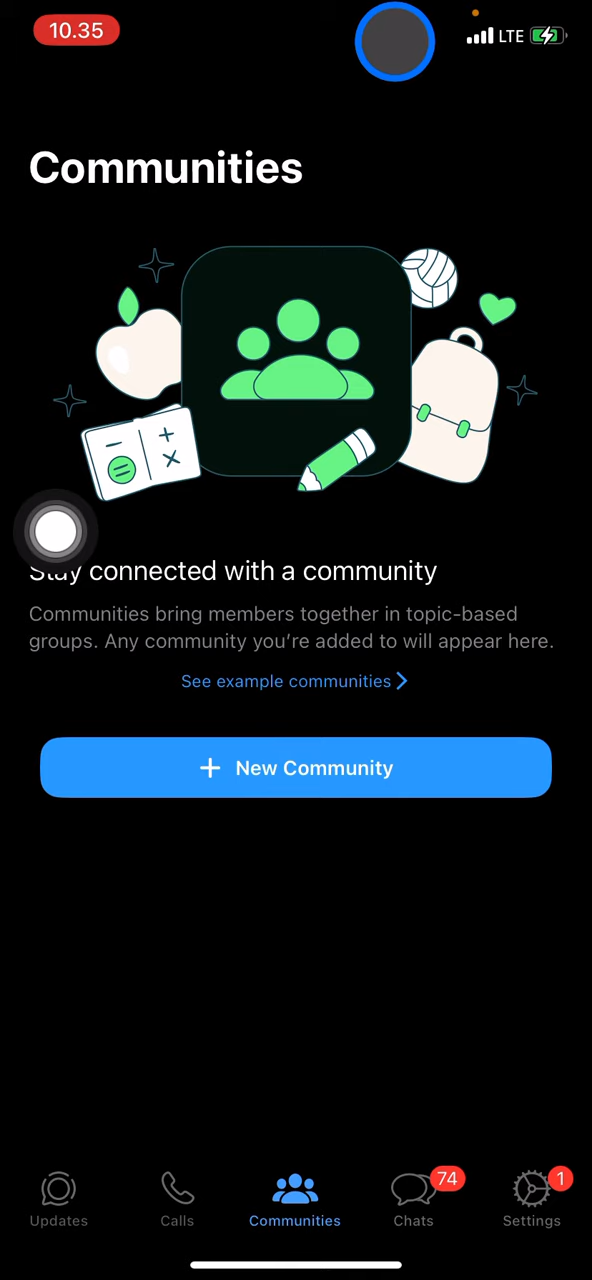 10.35
LTE
Communities
Stay connected with a community
Communities bring members together in topic-based
groups. Any community you’re added to will appear here.
See example communities
New Community
74
1
Updates
Calls
Communities
Chats
Settings